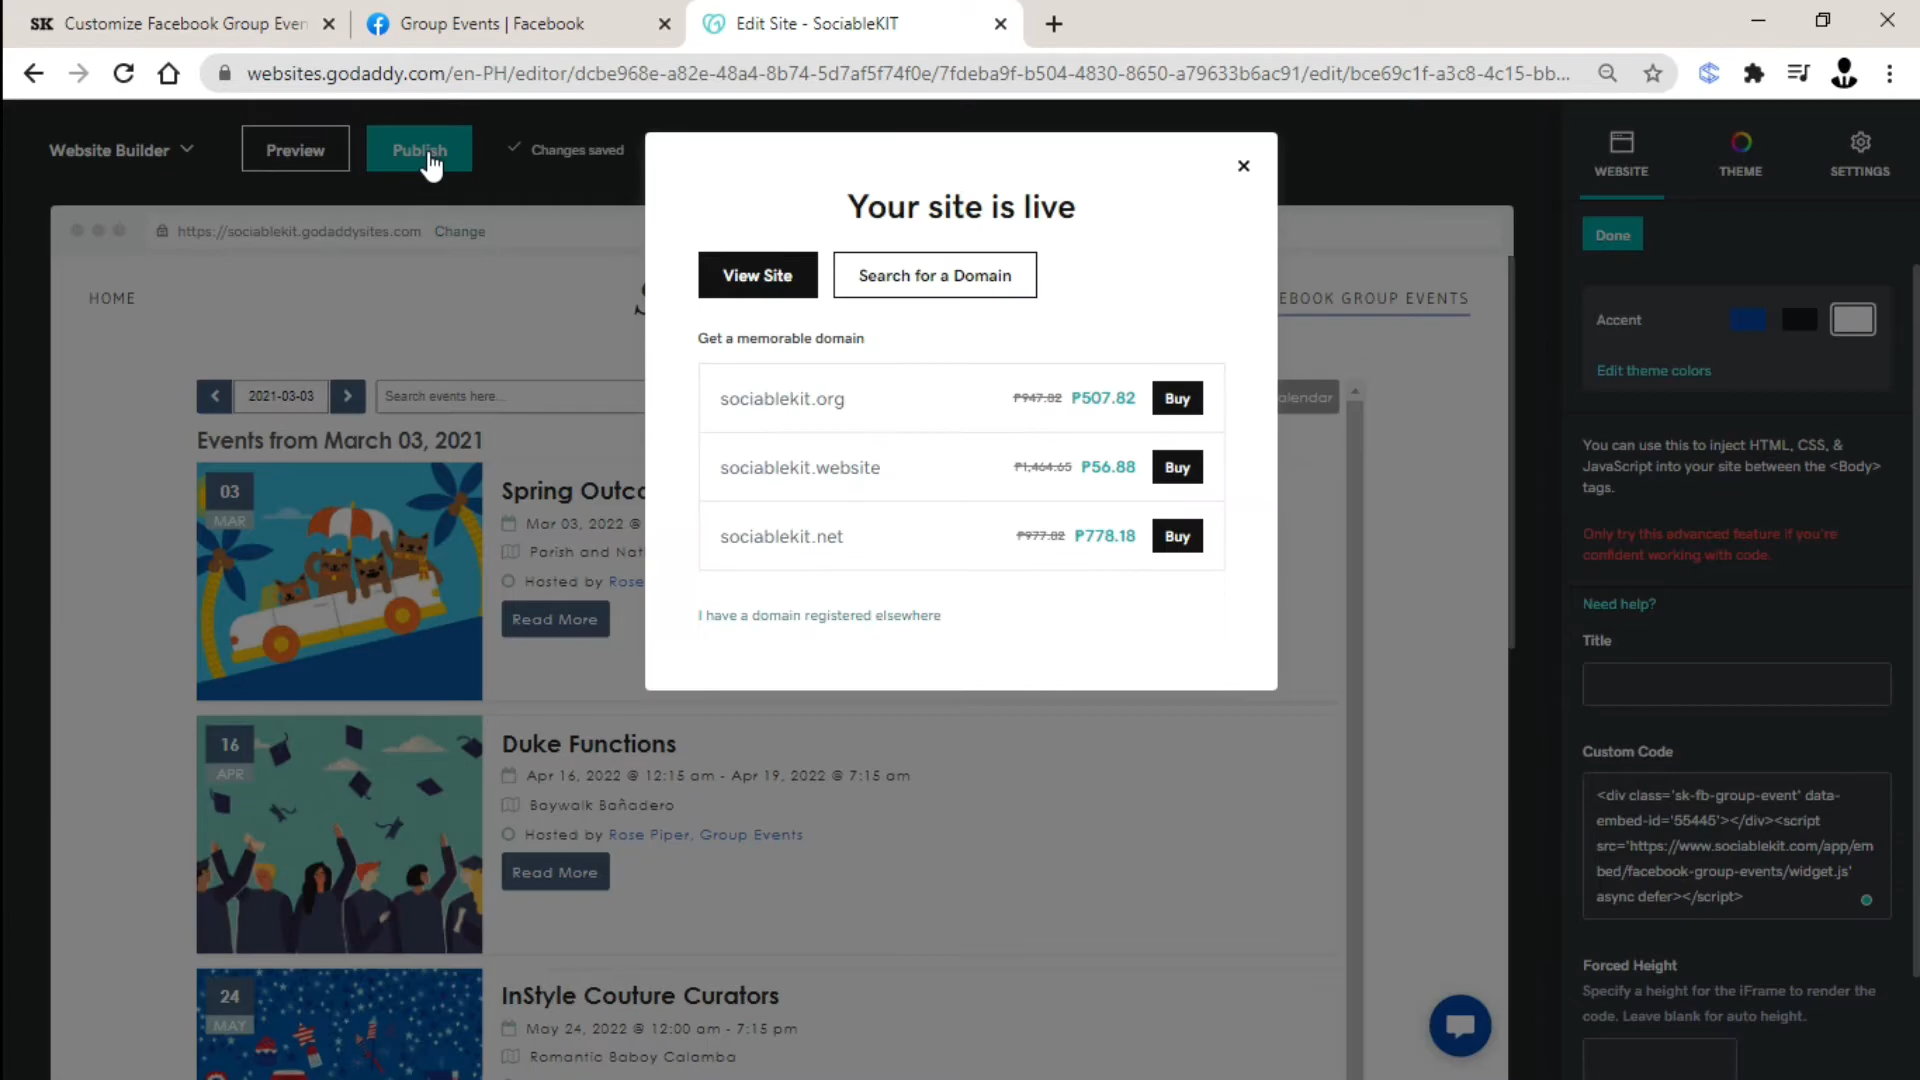 SK Customize Facebook Group Even
Group Events | Facebook
Edit Site - SociableKIT
websites.godaddy.com/en-PH/editor/dcbe968e-a82e-48a4-8b74-5d7af5f74f0e/7fdeba9f-b504-4830-8650-a79633b6ac91/edit/bce69c1f-a3c8-4c15-bb...
Website Builder
Preview
Publish
Changes saved
WEBSITE
THEME
SETTINGS
https://sociablekit.godaddysites.com Change
HOME
EBOOK GROUP EVENTS
2021-03-03
Search events here...
alendar
Events from March 03, 2021
03
MAR
Spring Outco
Mar 03, 2022 @
Parish and Nat
Hosted by Rose
Read More
16
APR
Duke Functions
Apr 16, 2022 @ 12:15 am - Apr 19, 2022 @ 7:15 am
Baywalk Bañadero
Hosted by Rose Piper, Group Events
Read More
24
MAY
InStyle Couture Curators
May 24, 2022 @ 12:00 am - 7:15 pm
Romantic Baboy Calamba
Your site is live
View Site
Search for a Domain
Get a memorable domain
sociablekit.org ₱947.82 ₱507.82 Buy
sociablekit.website ₱1,464.65 ₱56.88 Buy
sociablekit.net ₱977.82 ₱778.18 Buy
I have a domain registered elsewhere
Done
Accent
Edit theme colors
You can use this to inject HTML, CSS, &
JavaScript into your site between the <Body>
tags.
Only try this advanced feature if you're
confident working with code.
Need help?
Title
Custom Code
<div class='sk-fb-group-event' data-
embed-id='55445'></div><script
src='https://www.sociablekit.com/app/em
bed/facebook-group-events/widget.js'
async defer></script>
Forced Height
Specify a height for the iFrame to render the
code. Leave blank for auto height.